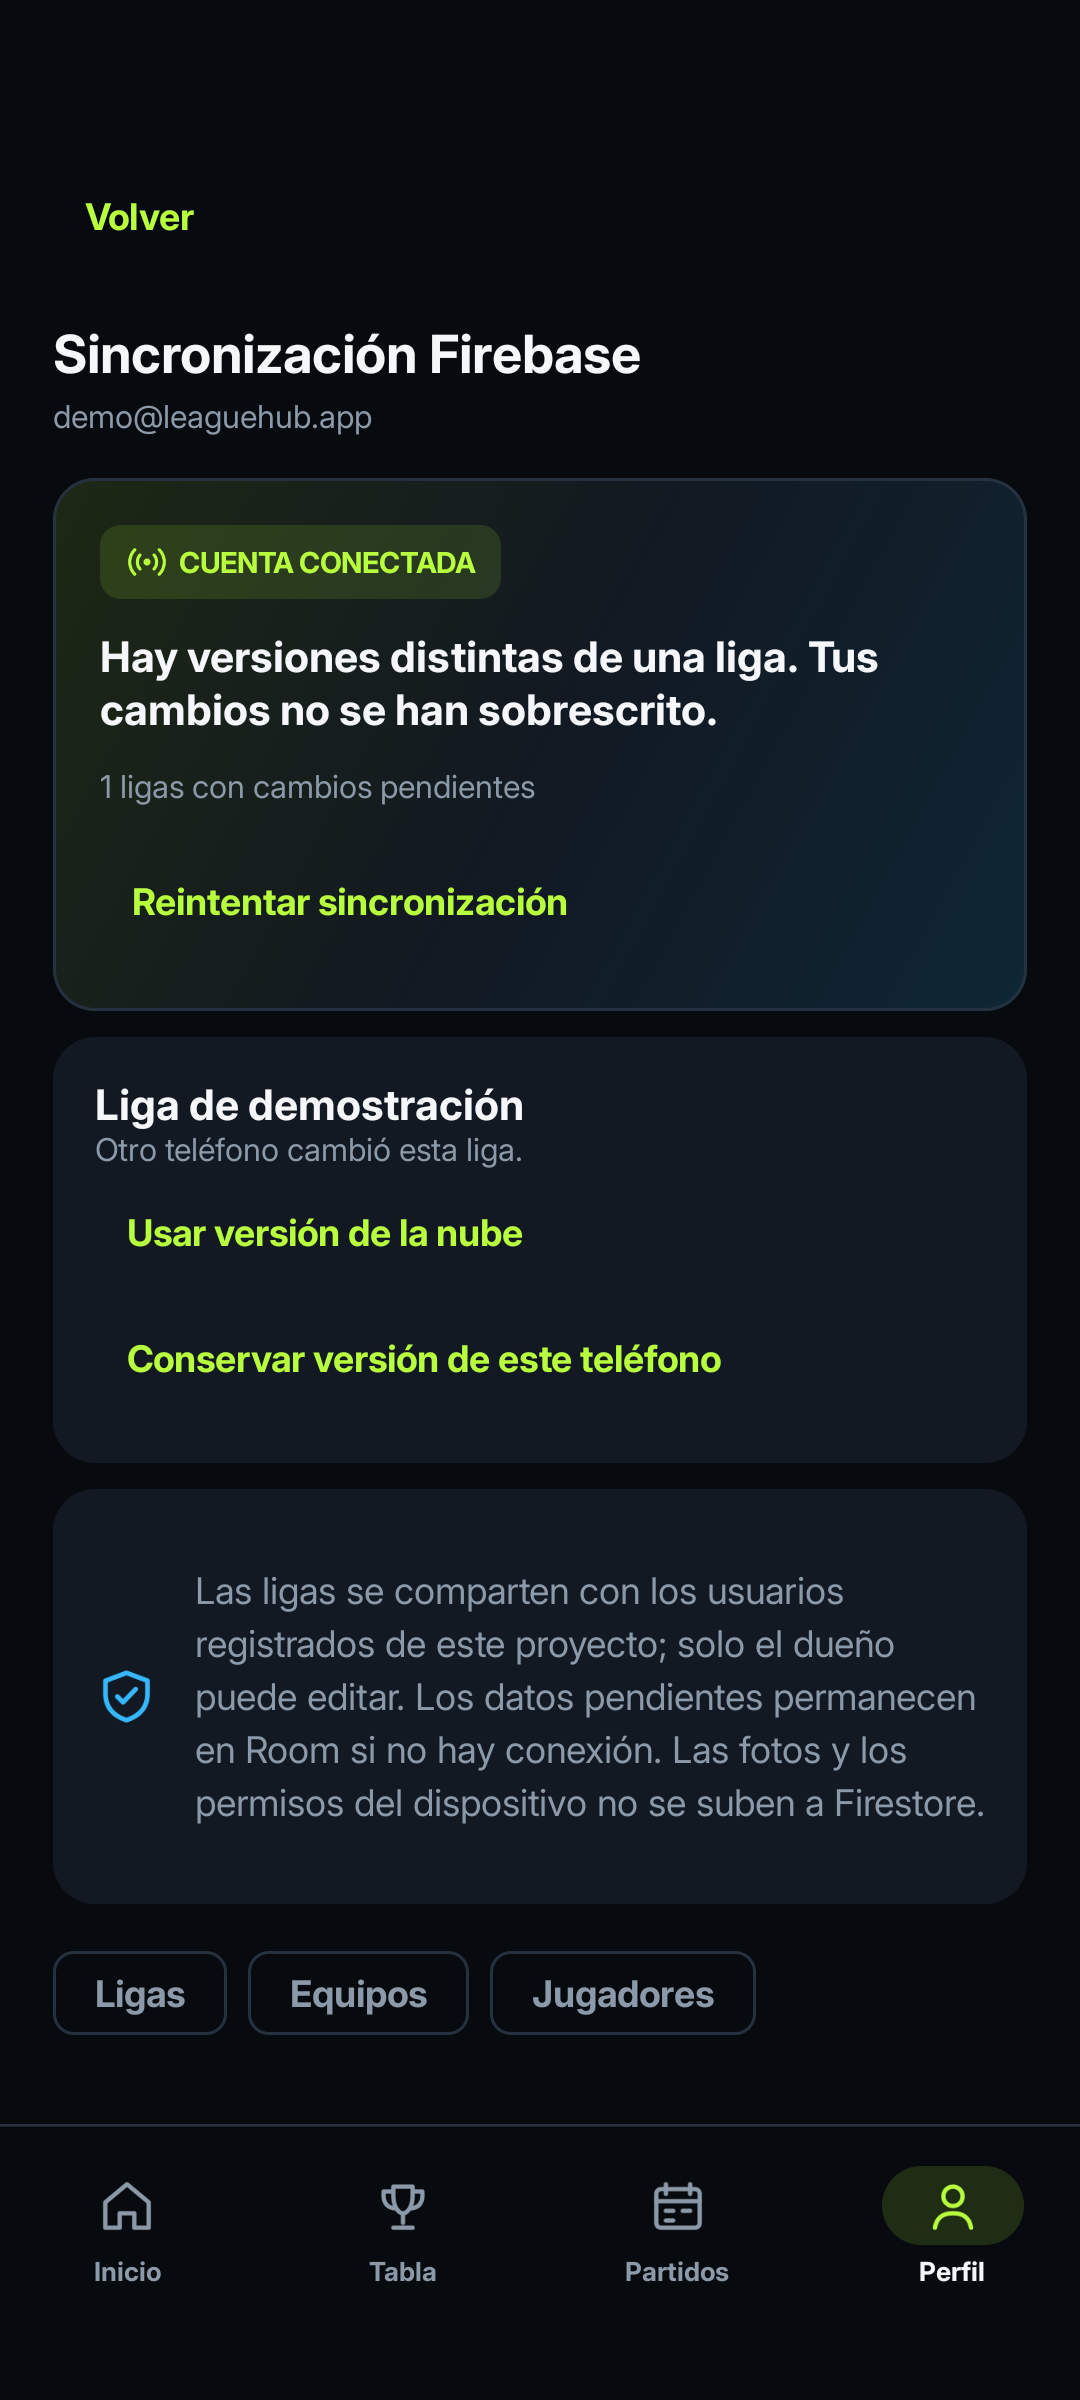 Volver
Sincronización Firebase
demo@leaguehub.app
CUENTA CONECTADA
Hay versiones distintas de una liga. Tus
cambios no se han sobrescrito.
1 ligas con cambios pendientes
Reintentar sincronización
Liga de demostración
Otro teléfono cambió esta liga.
Usar versión de la nube
Conservar versión de este teléfono
Las ligas se comparten con los usuarios
registrados de este proyecto; solo el dueño
puede editar. Los datos pendientes permanecen
en Room si no hay conexión. Las fotos y los
permisos del dispositivo no se suben a Firestore.
Ligas Equipos Jugadores
Inicio Tabla Partidos Perfil